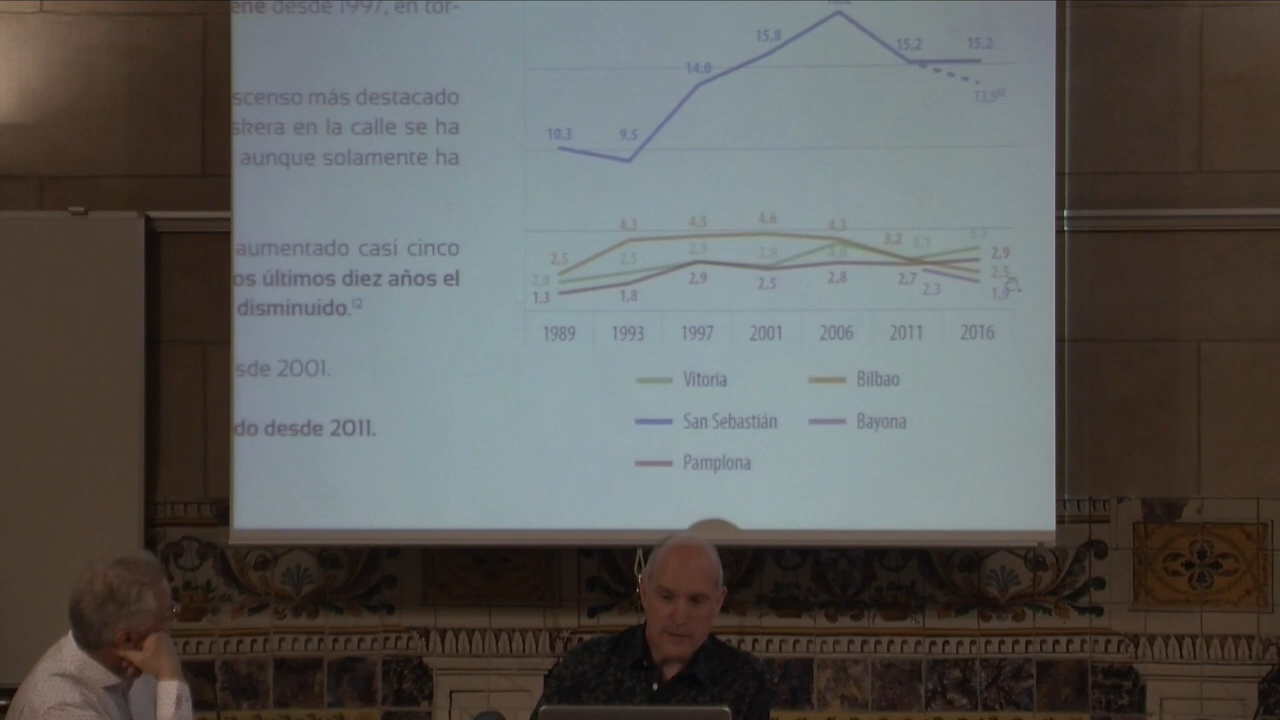 ene desde 1997, en tor-
scenso más destacado
skera en la calle se ha
aunque solamente ha
aumentado casi cinco
os últimos diez años el
disminuido.¹²
sde 2001.
do desde 2011.
15,8
15,2
15,2
14,0
13,9
10,3
9,5
4,3
4,5
4,6
4,3
3,2
2,5
2,9
1,3
1,8
2,9
2,5
2,8
2,7
2,3
1989
1993
1997
2001
2006
2011
2016
Vitoria
Bilbao
San Sebastián
Bayona
Pamplona